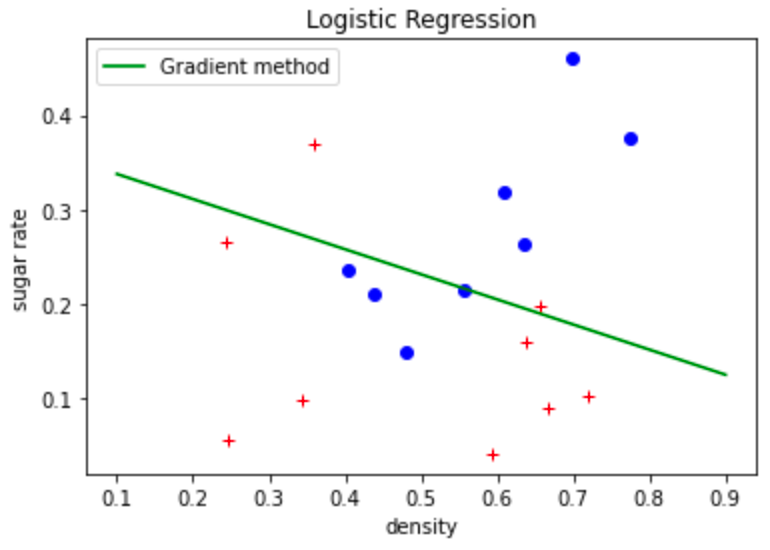 Logistic Regression
Gradient method
sugar rate
0.4
0.3
0.2
0.1
0.1 0.2 0.3 0.4 0.5 0.6 0.7 0.8 0.9
density